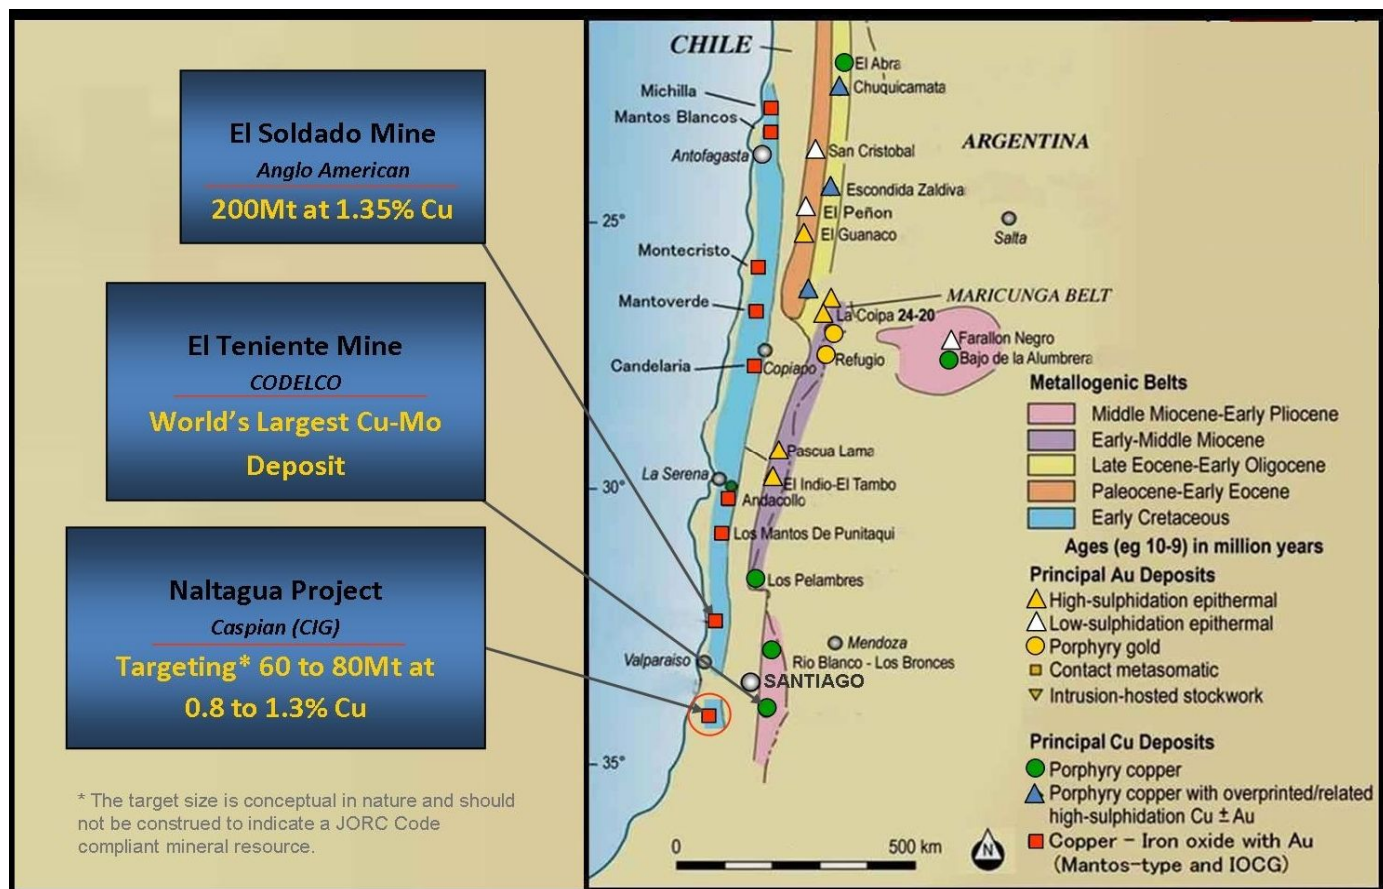 El Soldado Mine
Anglo American
200Mt at 1.35% Cu
El Teniente Mine
CODELCO
World's Largest Cu-Mo
Deposit
Naltagua Project
Caspian (CIG)
Targeting* 60 to 80Mt at
0.8 to 1.3% Cu
* The target size is conceptual in nature and should
not be construed to indicate a JORC Code
compliant mineral resource.
CHILE
El Abra
Michilla
Chuquicamata
Mantos Blancos
ARGENTINA
Antofagasta
San Cristobal
Escondida Zaldiva
El Peñon
25°
El Guanaco
Salta
Montecristo
MARICUNGA BELT
Mantoverde
La Coipa 24-20
Farallon Negro
Refugio
Bajo de la Alumbrera
Candelaria
Copiapo
Pascua Lama
La Serena
El Indio-El Tambo
30°
Andacollo
Los Mantos De Punitaqui
Los Pelambres
Mendoza
Valparaiso
Rio Blanco - Los Bronces
SANTIAGO
35°
0
500 km
N
Metallogenic Belts
Middle Miocene-Early Pliocene
Early-Middle Miocene
Late Eocene-Early Oligocene
Paleocene-Early Eocene
Early Cretaceous
Ages (eg 10-9) in million years
Principal Au Deposits
High-sulphidation epithermal
Low-sulphidation epithermal
Porphyry gold
Contact metasomatic
Intrusion-hosted stockwork
Principal Cu Deposits
Porphyry copper
Porphyry copper with overprinted/related
high-sulphidation Cu ± Au
Copper - Iron oxide with Au
(Mantos-type and IOCG)